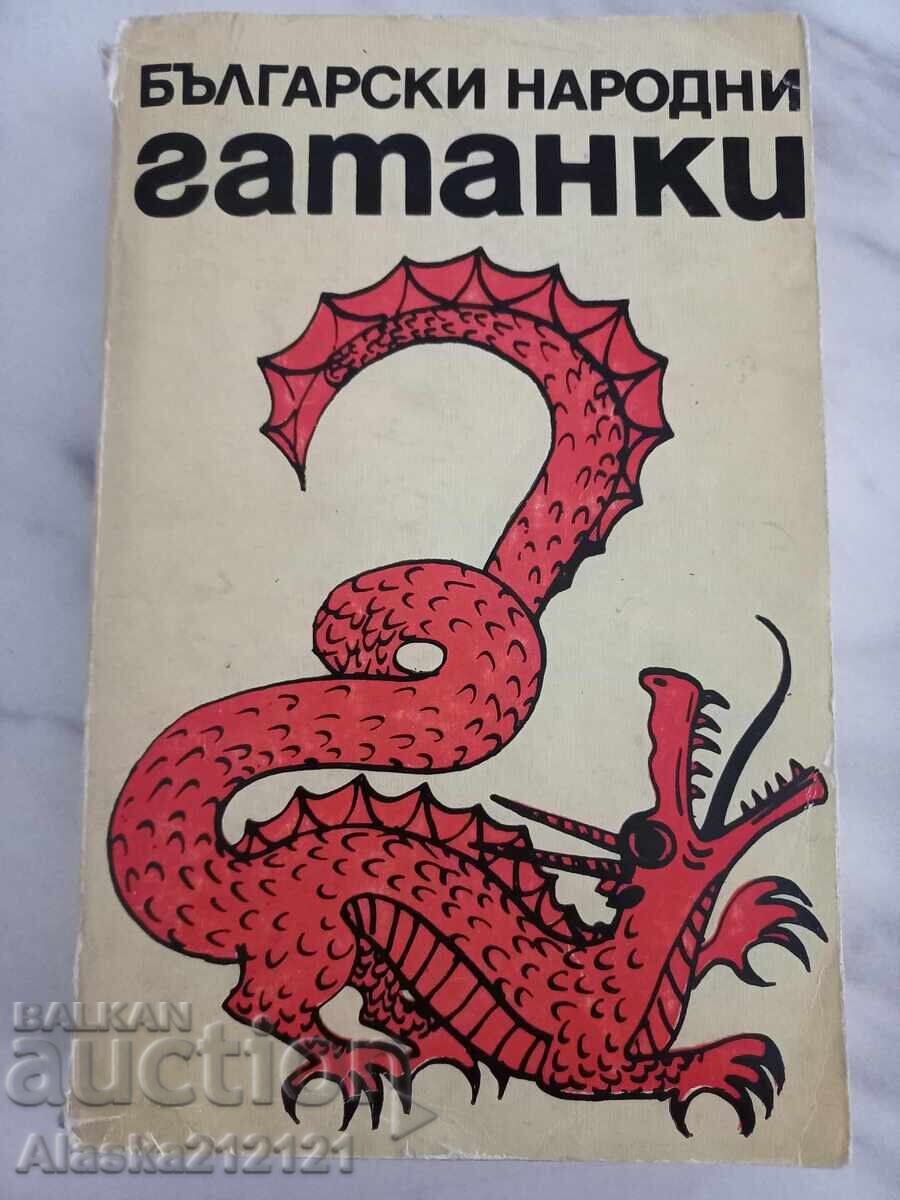 БЪЛГАРСКИ НАРОДНИ
гатанки
BALKAN
auction
Alaska212121